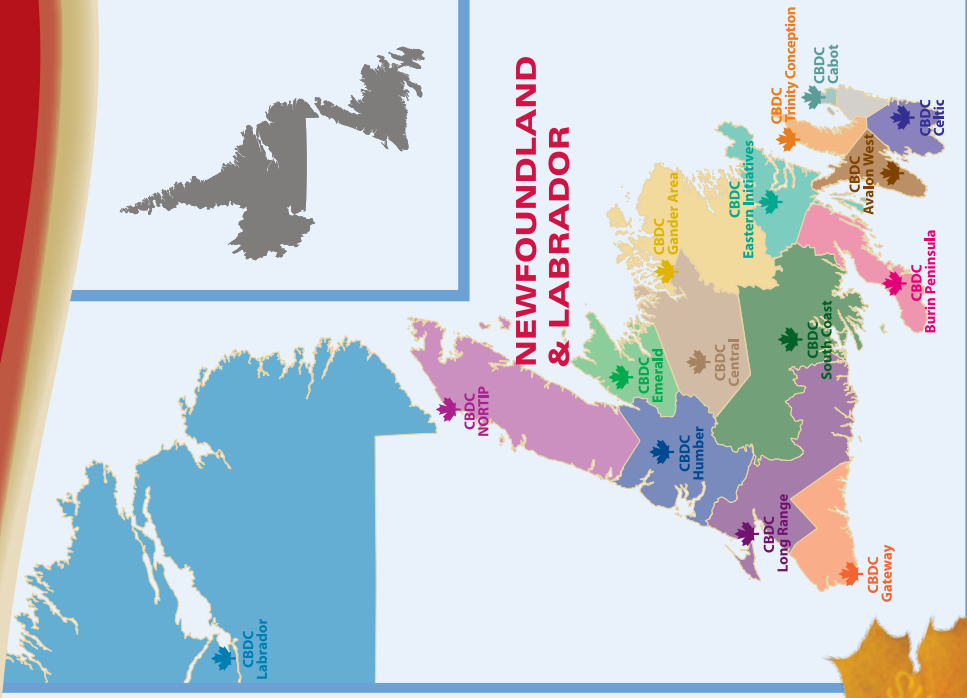 NEWFOUNDLAND
& LABRADOR
CBDC
Labrador
CBDC
NORTIP
CBDC
Emerald
CBDC
Humber
CBDC
Central
CBDC
Gander Area
CBDC
Eastern Initiatives
CBDC
Trinity Conception
CBDC
Cabot
CBDC
Celtic
CBDC
Avalon West
CBDC
Burin Peninsula
CBDC
South Coast
CBDC
Long Range
CBDC
Gateway